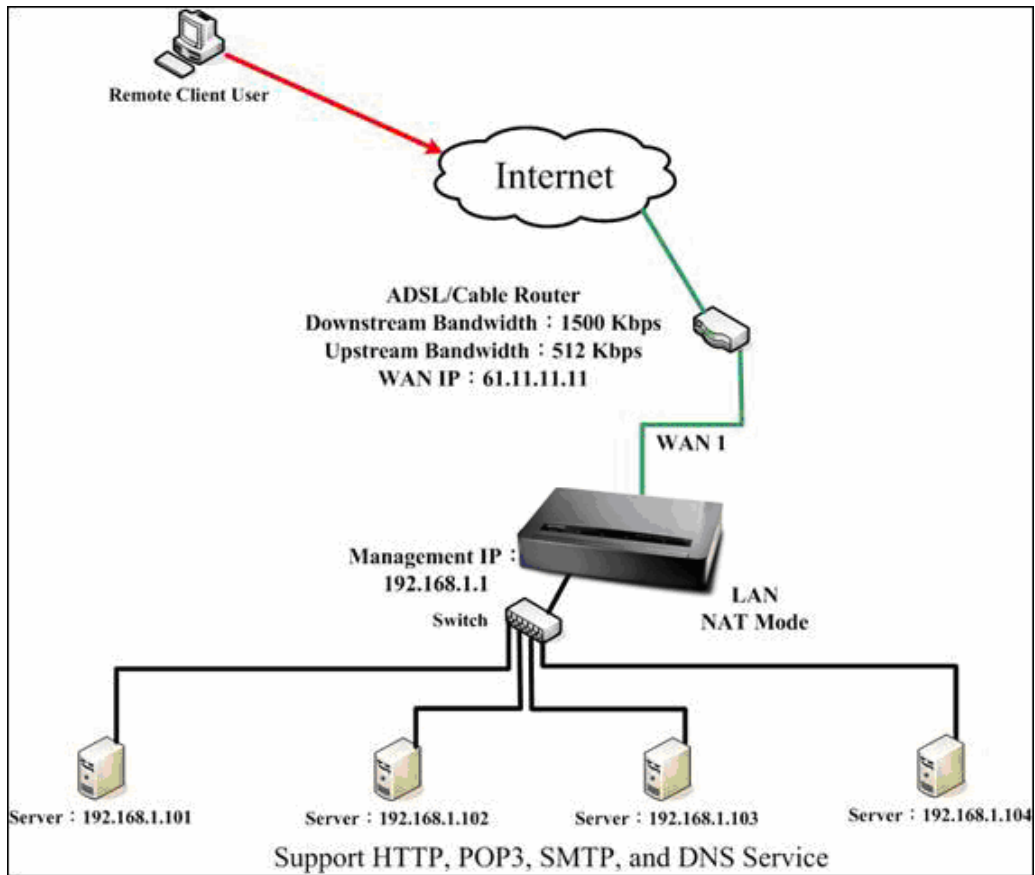 Remote Client User
Internet
ADSL/Cable Router
Downstream Bandwidth：1500 Kbps
Upstream Bandwidth：512 Kbps
WAN IP：61.11.11.11
WAN 1
Management IP：
192.168.1.1
LAN
NAT Mode
Switch
Server：192.168.1.101
Server：192.168.1.102
Server：192.168.1.103
Server：192.168.1.104
Support HTTP, POP3, SMTP, and DNS Service